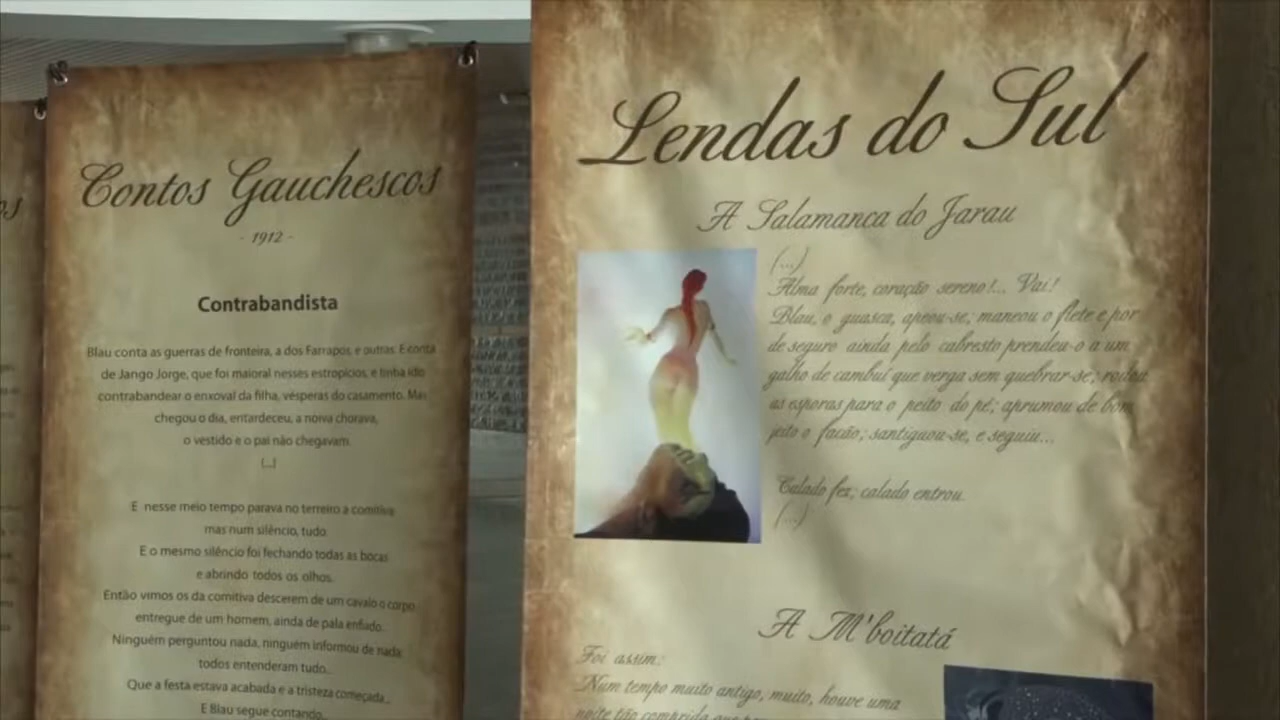 Contos Gauchescos
- 1912 -
Contrabandista
Blau conta as guerras de fronteira, a dos Farrapos, e outras. E conta
de Jango Jorge, que foi maioral nesses estropícios, e tinha ido
contrabandear o enxoval da filha, vésperas do casamento. Mas
chegou o dia, entardeceu, a noiva chorava,
o vestido e o pai não chegavam.
(...)
E nesse meio tempo parava no terreiro a comitiva
mas num silêncio, tudo
E o mesmo silêncio foi fechando todas as bocas
e abrindo todos os olhos.
Então vimos os da comitiva descerem de um cavalo o corpo
entregue de um homem, ainda de pala enfiado.
Ninguém perguntou nada, ninguém informou de nada
todos entenderam tudo.
Que a festa estava acabada e a tristeza começada...
E Blau segue contando...
Lendas do Sul
A Salamanca do Jarau
(...)
Alma forte, coração sereno!... Vai!
Blau, o guasca, apeou-se; maneou o flete e por
de seguro ainda pelo cabresto prendeu-o a um
galho de cambuí que verga sem quebrar-se; rodou
as esporas para o peito do pé; aprumou de bom
jeito o facão; santiguou-se, e seguiu...
Calado fez; calado entrou.
(...)
A M'boitatá
Foi assim:
Num tempo muito antigo, muito, houve uma
noite tão comprida que